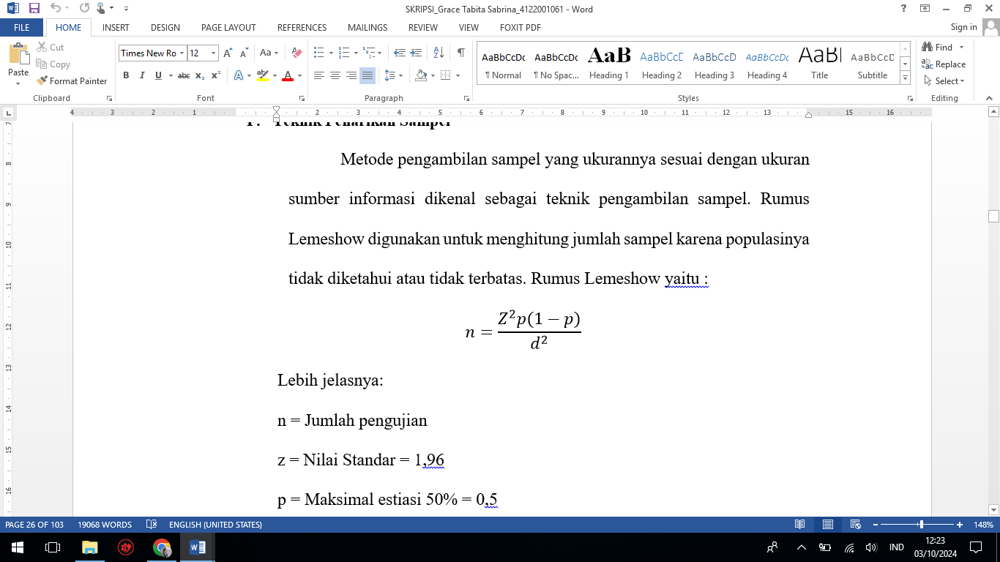 SKRIPSI_Grace Tabita Sabrina_4122001061 - Word
Sign in
FILE HOME INSERT DESIGN PAGE LAYOUT REFERENCES MAILINGS REVIEW VIEW FOXIT PDF
Paste
Cut
Copy
Format Painter
Clipboard
Times New Ro 12
Font
Paragraph
AaBbCcDc AaBbCcDc AaB AaBbCcD AaBbCcD AaBbCcDc AaBl AaBbCcD
¶ Normal ¶ No Spac... Heading 1 Heading 2 Heading 3 Heading 4 Title Subtitle
Styles
Find
Replace
Select
Editing
4 3 2 1 1 2 3 4 5 6 7 8 9 10 11 12 13 15 16
F. Teknik Penarikan Sampel
Metode pengambilan sampel yang ukurannya sesuai dengan ukuran
sumber informasi dikenal sebagai teknik pengambilan sampel. Rumus
Lemeshow digunakan untuk menghitung jumlah sampel karena populasinya
tidak diketahui atau tidak terbatas. Rumus Lemeshow yaitu :
n = Z²p(1 − p) / d²
Lebih jelasnya:
n = Jumlah pengujian
z = Nilai Standar = 1,96
p = Maksimal estiasi 50% = 0,5
PAGE 26 OF 103 19068 WORDS ENGLISH (UNITED STATES) 148%
IND
12:23
03/10/2024